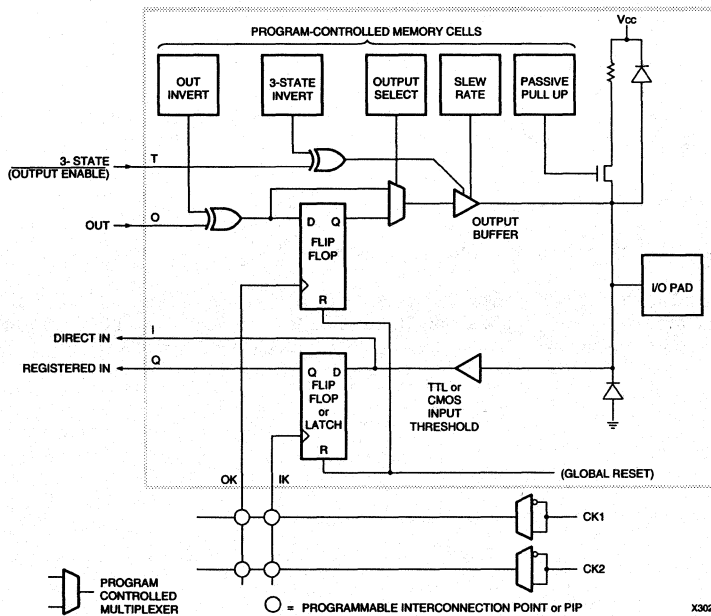 PROGRAM-CONTROLLED MEMORY CELLS
Vcc
OUT
INVERT
3-STATE
INVERT
OUTPUT
SELECT
SLEW
RATE
PASSIVE
PULL UP
3- STATE
(OUTPUT ENABLE)
T
OUT
O
D Q
FLIP
FLOP
R
OUTPUT
BUFFER
I/O PAD
DIRECT IN
I
REGISTERED IN
Q
Q D
FLIP
FLOP
or
LATCH
R
TTL or
CMOS
INPUT
THRESHOLD
OK
IK
(GLOBAL RESET)
CK1
CK2
PROGRAM
CONTROLLED
MULTIPLEXER
= PROGRAMMABLE INTERCONNECTION POINT or PIP